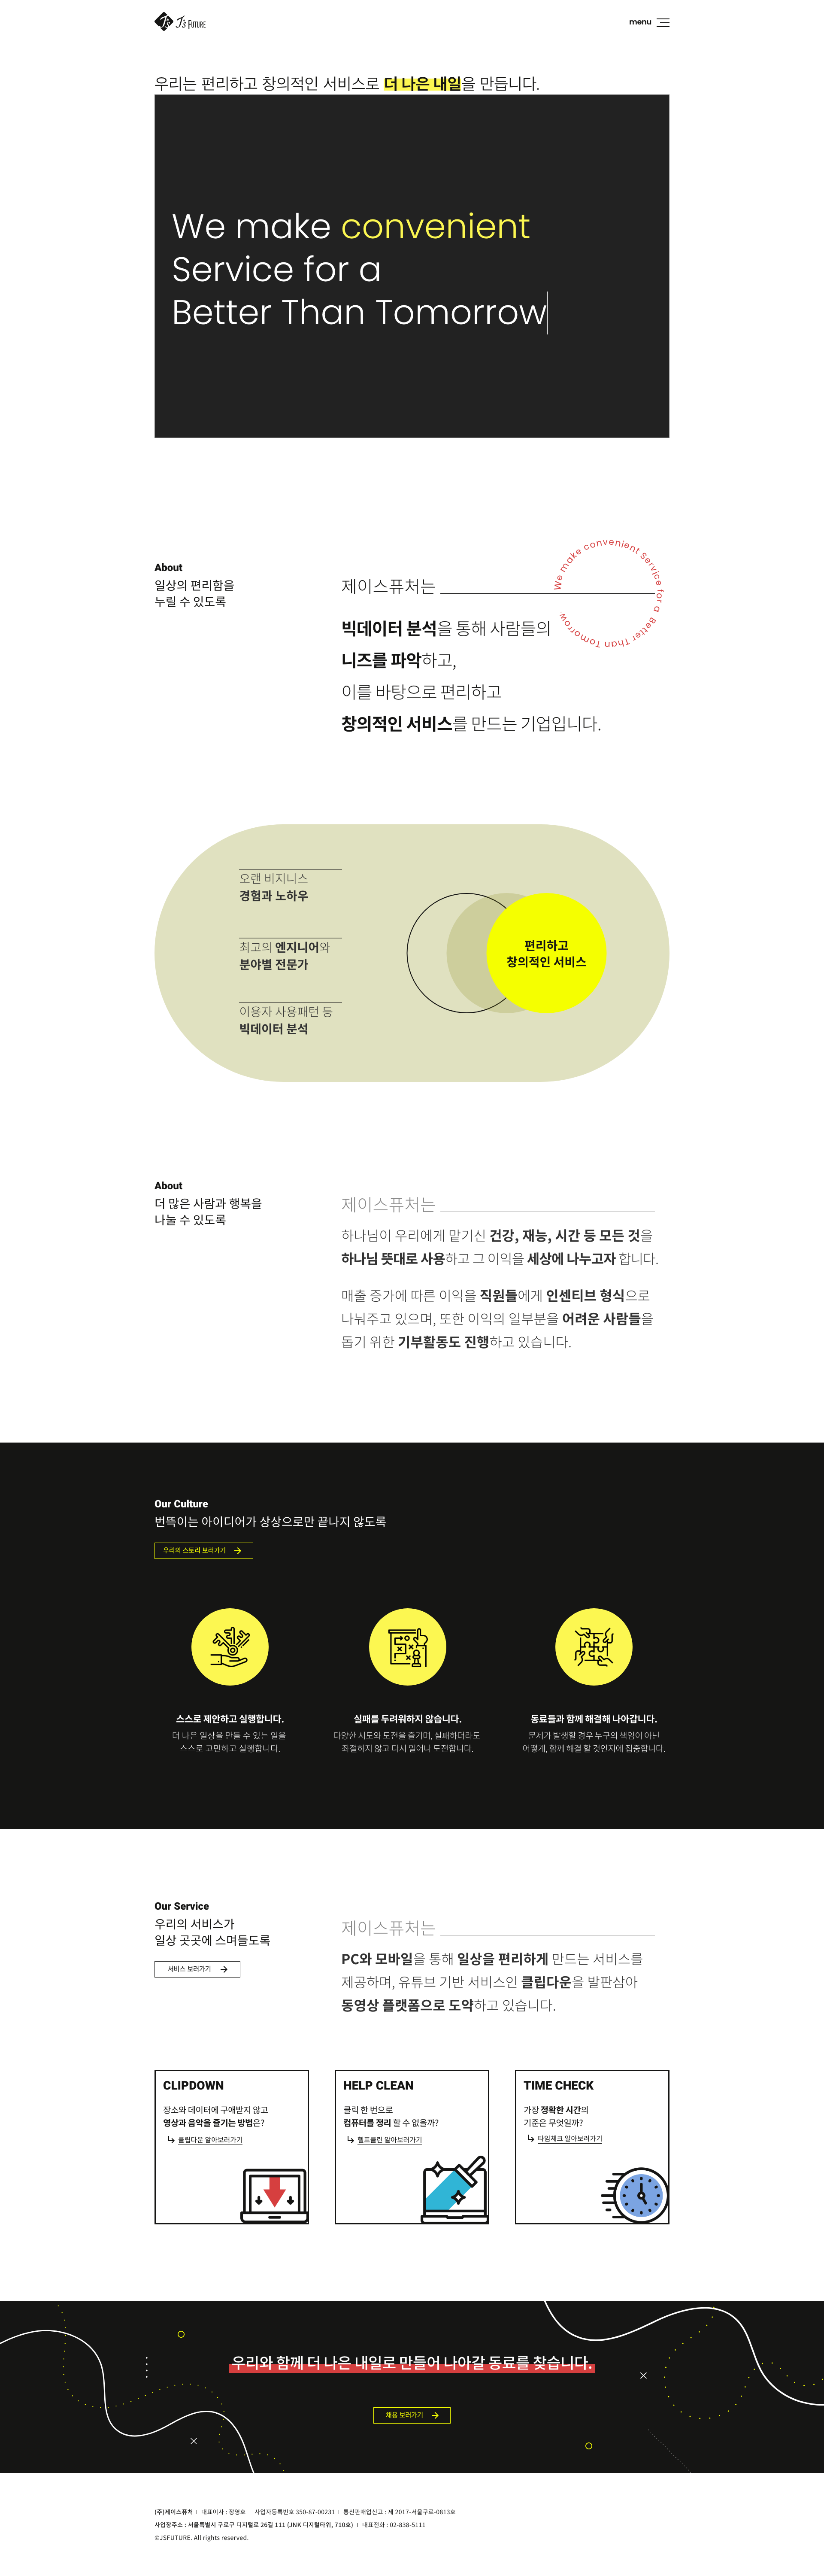 J's FUTURE
menu
우리는 편리하고 창의적인 서비스로 더 나은 내일을 만듭니다.
We make convenient
Service for a
Better Than Tomorrow
About
일상의 편리함을
누릴 수 있도록
We make convenient Service for a Better Than Tomorrow.
제이스퓨처는
빅데이터 분석을 통해 사람들의
니즈를 파악하고,
이를 바탕으로 편리하고
창의적인 서비스를 만드는 기업입니다.
오랜 비지니스
경험과 노하우
최고의 엔지니어와
분야별 전문가
이용자 사용패턴 등
빅데이터 분석
편리하고
창의적인 서비스
About
더 많은 사람과 행복을
나눌 수 있도록
제이스퓨처는
하나님이 우리에게 맡기신 건강, 재능, 시간 등 모든 것을
하나님 뜻대로 사용하고 그 이익을 세상에 나누고자 합니다.
매출 증가에 따른 이익을 직원들에게 인센티브 형식으로
나눠주고 있으며, 또한 이익의 일부분을 어려운 사람들을
돕기 위한 기부활동도 진행하고 있습니다.
Our Culture
번뜩이는 아이디어가 상상으로만 끝나지 않도록
우리의 스토리 보러가기
스스로 제안하고 실행합니다.
더 나은 일상을 만들 수 있는 일을
스스로 고민하고 실행합니다.
실패를 두려워하지 않습니다.
다양한 시도와 도전을 즐기며, 실패하더라도
좌절하지 않고 다시 일어나 도전합니다.
동료들과 함께 해결해 나아갑니다.
문제가 발생할 경우 누구의 책임이 아닌
어떻게, 함께 해결 할 것인지에 집중합니다.
Our Service
우리의 서비스가
일상 곳곳에 스며들도록
서비스 보러가기
제이스퓨처는
PC와 모바일을 통해 일상을 편리하게 만드는 서비스를
제공하며, 유튜브 기반 서비스인 클립다운을 발판삼아
동영상 플랫폼으로 도약하고 있습니다.
CLIPDOWN
장소와 데이터에 구애받지 않고
영상과 음악을 즐기는 방법은?
클립다운 알아보러가기
HELP CLEAN
클릭 한 번으로
컴퓨터를 정리 할 수 없을까?
헬프클린 알아보러가기
TIME CHECK
가장 정확한 시간의
기준은 무엇일까?
타임체크 알아보러가기
우리와 함께 더 나은 내일로 만들어 나아갈 동료를 찾습니다.
채용 보러가기
(주)제이스퓨처 | 대표이사 : 장영호 | 사업자등록번호 350-87-00231 | 통신판매업신고 : 제 2017-서울구로-0813호
사업장주소 : 서울특별시 구로구 디지털로 26길 111 (JNK 디지털타워, 710호) | 대표전화 : 02-838-5111
©JSFUTURE. All rights reserved.